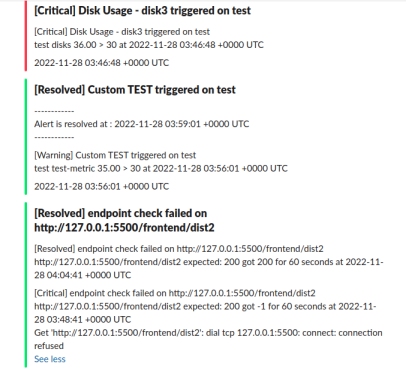 [Critical] Disk Usage - disk3 triggered on test
[Critical] Disk Usage - disk3 triggered on test
test disks 36.00 > 30 at 2022-11-28 03:46:48 +0000 UTC
2022-11-28 03:46:48 +0000 UTC
[Resolved] Custom TEST triggered on test
------------
Alert is resolved at : 2022-11-28 03:59:01 +0000 UTC
------------
[Warning] Custom TEST triggered on test
test test-metric 35.00 > 30 at 2022-11-28 03:56:01 +0000 UTC
2022-11-28 03:56:01 +0000 UTC
[Resolved] endpoint check failed on
http://127.0.0.1:5500/frontend/dist2
[Resolved] endpoint check failed on http://127.0.0.1:5500/frontend/dist2
http://127.0.0.1:5500/frontend/dist2 expected: 200 got 200 for 60 seconds at 2022-11-
28 04:04:41 +0000 UTC
[Critical] endpoint check failed on http://127.0.0.1:5500/frontend/dist2
http://127.0.0.1:5500/frontend/dist2 expected: 200 got -1 for 60 seconds at 2022-11-
28 03:48:41 +0000 UTC
Get 'http://127.0.0.1:5500/frontend/dist2': dial tcp 127.0.0.1:5500: connect: connection
refused
See less